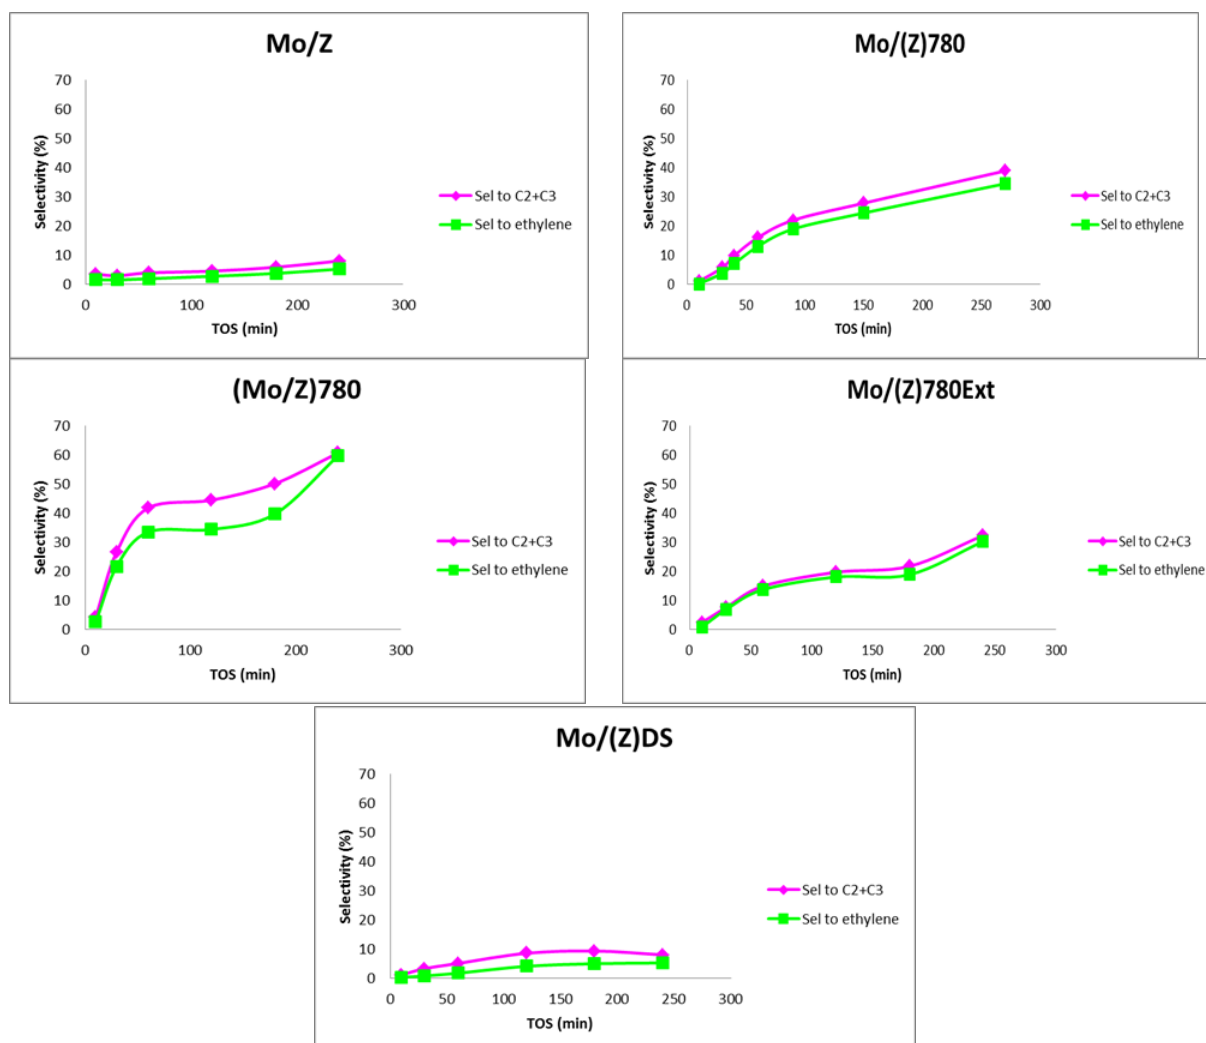 Mo/Z
70
60
50
40
30
20
10
0
0 100 200 300
Selectivity (%)
TOS (min)
Sel to C2+C3
Sel to ethylene
Mo/(Z)780
70
60
50
40
30
20
10
0
0 50 100 150 200 250 300
Selectivity (%)
TOS (min)
Sel to C2+C3
Sel to ethylene
(Mo/Z)780
70
60
50
40
30
20
10
0
0 100 200 300
Selectivity (%)
TOS (min)
Sel to C2+C3
Sel to ethylene
Mo/(Z)780Ext
70
60
50
40
30
20
10
0
0 50 100 150 200 250 300
Selectivity (%)
TOS (min)
Sel to C2+C3
Sel to ethylene
Mo/(Z)DS
70
60
50
40
30
20
10
0
0 50 100 150 200 250 300
Selectivity (%)
TOS (min)
Sel to C2+C3
Sel to ethylene